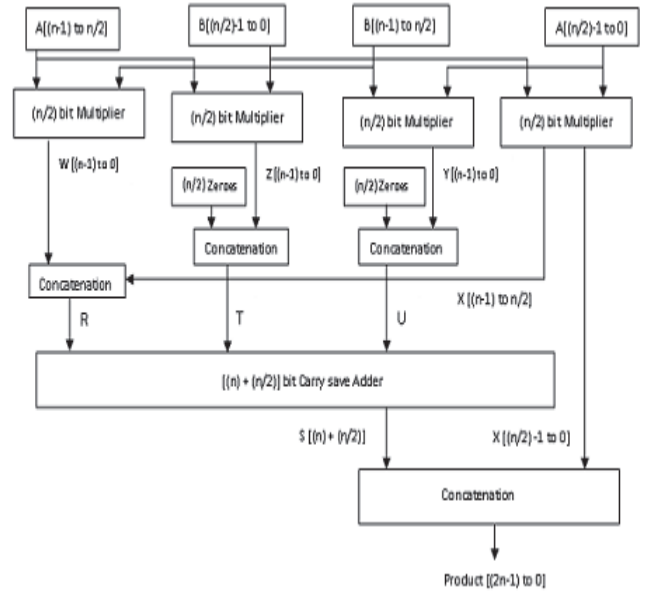 A[(n-1) to n/2]
B[(n/2)-1 to 0]
B[(n-1) to n/2]
A[(n/2)-1 to 0]
(n/2) bit Multiplier
(n/2) bit Multiplier
(n/2) bit Multiplier
(n/2) bit Multiplier
W [(n-1) to 0]
(n/2) Zeroes
Z [(n-1) to 0]
(n/2) Zeroes
Y [(n-1) to 0]
Concatenation
Concatenation
Concatenation
X [(n-1) to n/2]
R
T
U
[(n) + (n/2)] bit Carry save Adder
S [(n) + (n/2)]
X [(n/2) -1 to 0]
Concatenation
Product [(2n-1) to 0]